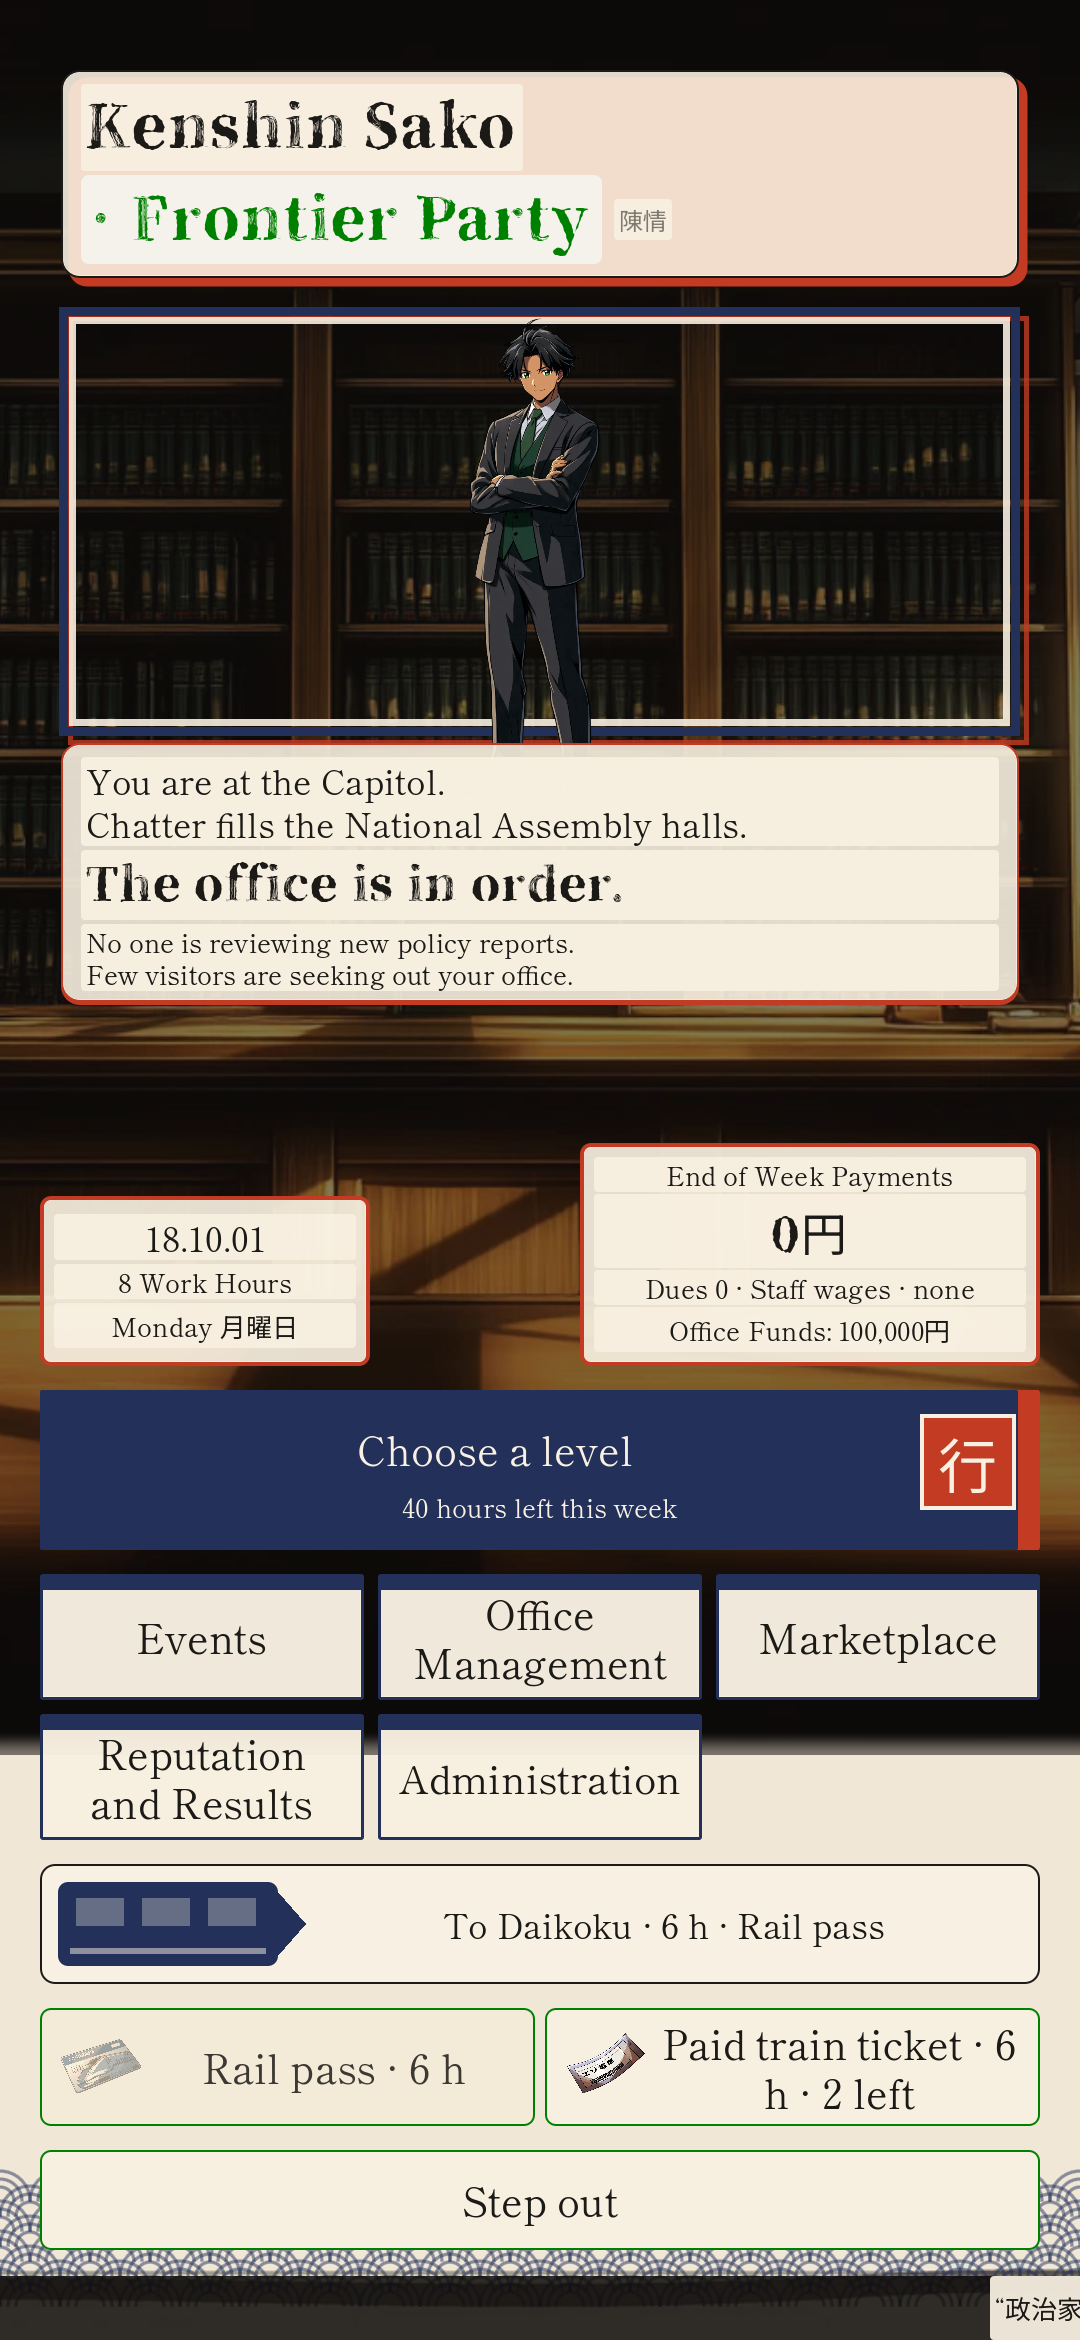 Kenshin Sako
· Frontier Party 陳情
You are at the Capitol.
Chatter fills the National Assembly halls.
The office is in order.
No one is reviewing new policy reports.
Few visitors are seeking out your office.
End of Week Payments
0円
Dues 0 · Staff wages · none
Office Funds: 100,000円
18.10.01
8 Work Hours
Monday 月曜日
Choose a level
40 hours left this week
行
Events
Office
Management
Marketplace
Reputation
and Results
Administration
To Daikoku · 6 h · Rail pass
Rail pass · 6 h
Paid train ticket · 6
h · 2 left
Step out
“政治家